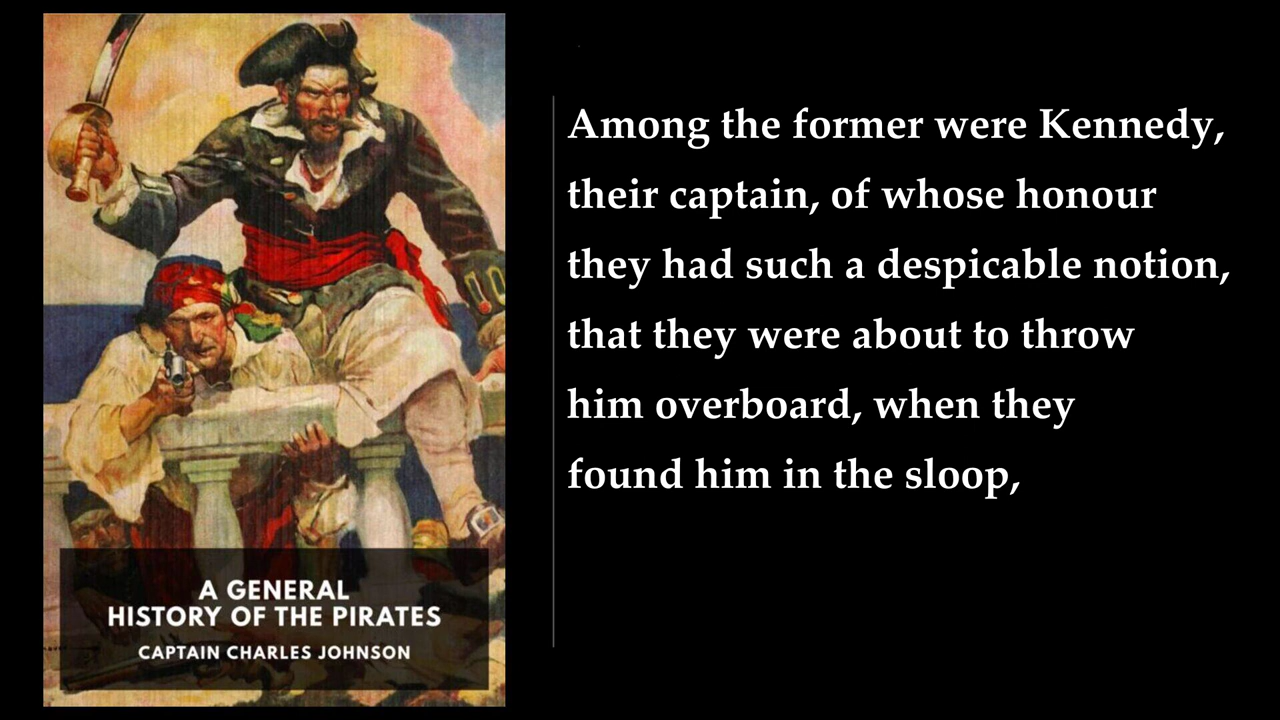 A GENERAL
HISTORY OF THE PIRATES
CAPTAIN CHARLES JOHNSON
Among the former were Kennedy,
their captain, of whose honour
they had such a despicable notion,
that they were about to throw
him overboard, when they
found him in the sloop,